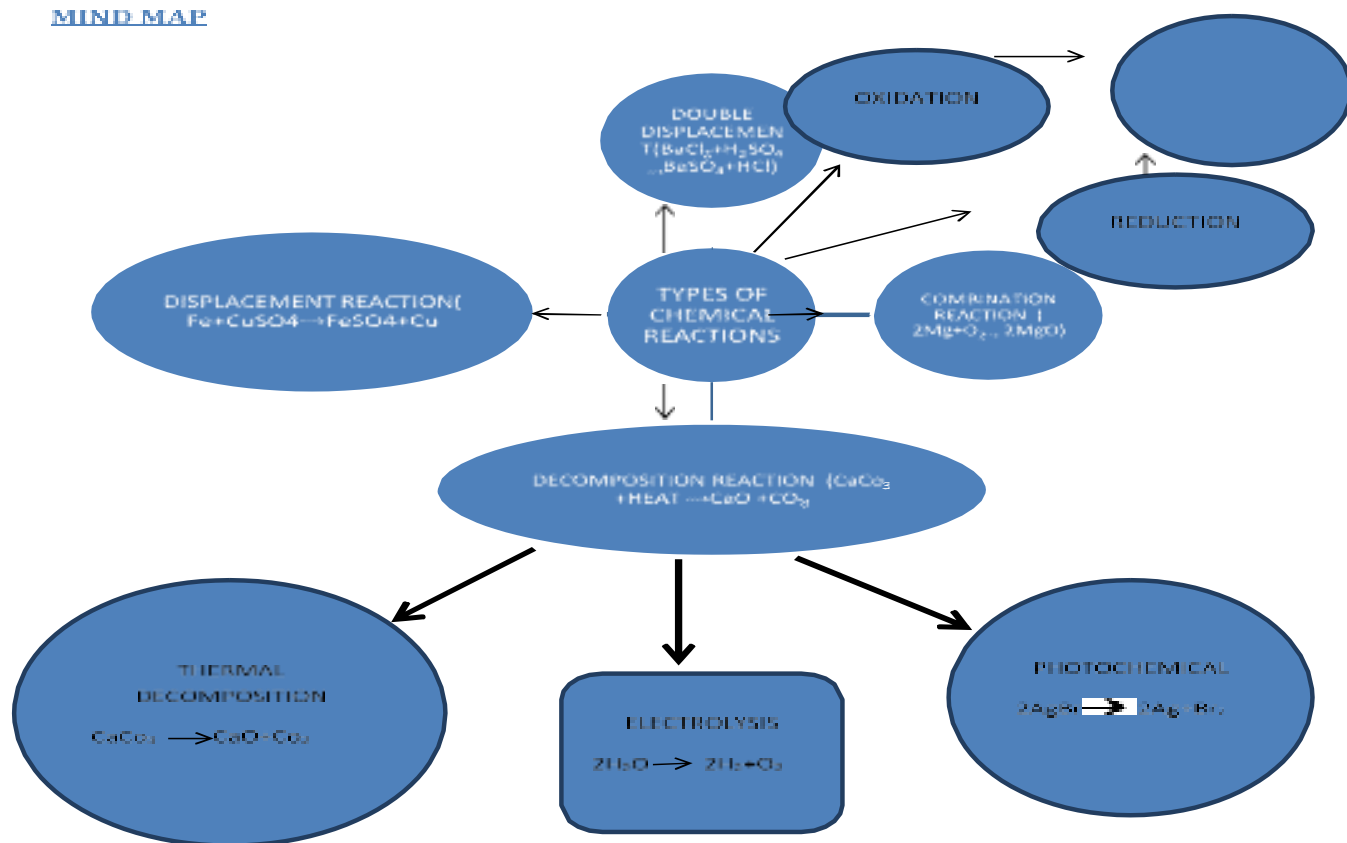 MIND MAP
OXIDATION
DOUBLE
DISPLACEMEN
T(BaCl₂+H₂SO₄
→BaSO₄+HCl)
REDUCTION
DISPLACEMENT REACTION(
Fe+CuSO4→FeSO4+Cu
TYPES OF
CHEMICAL
REACTIONS
COMBINATION
REACTION (
2Mg+O₂→ 2MgO)
DECOMPOSITION REACTION (CaCo₃
+HEAT →CaO +CO₂
THERMAL
DECOMPOSITION
CaCo₃ →CaO+Co₂
ELECTROLYSIS
2H₂O → 2H₂+O₂
PHOTOCHEMICAL
2AgBr → 2Ag+Br₂